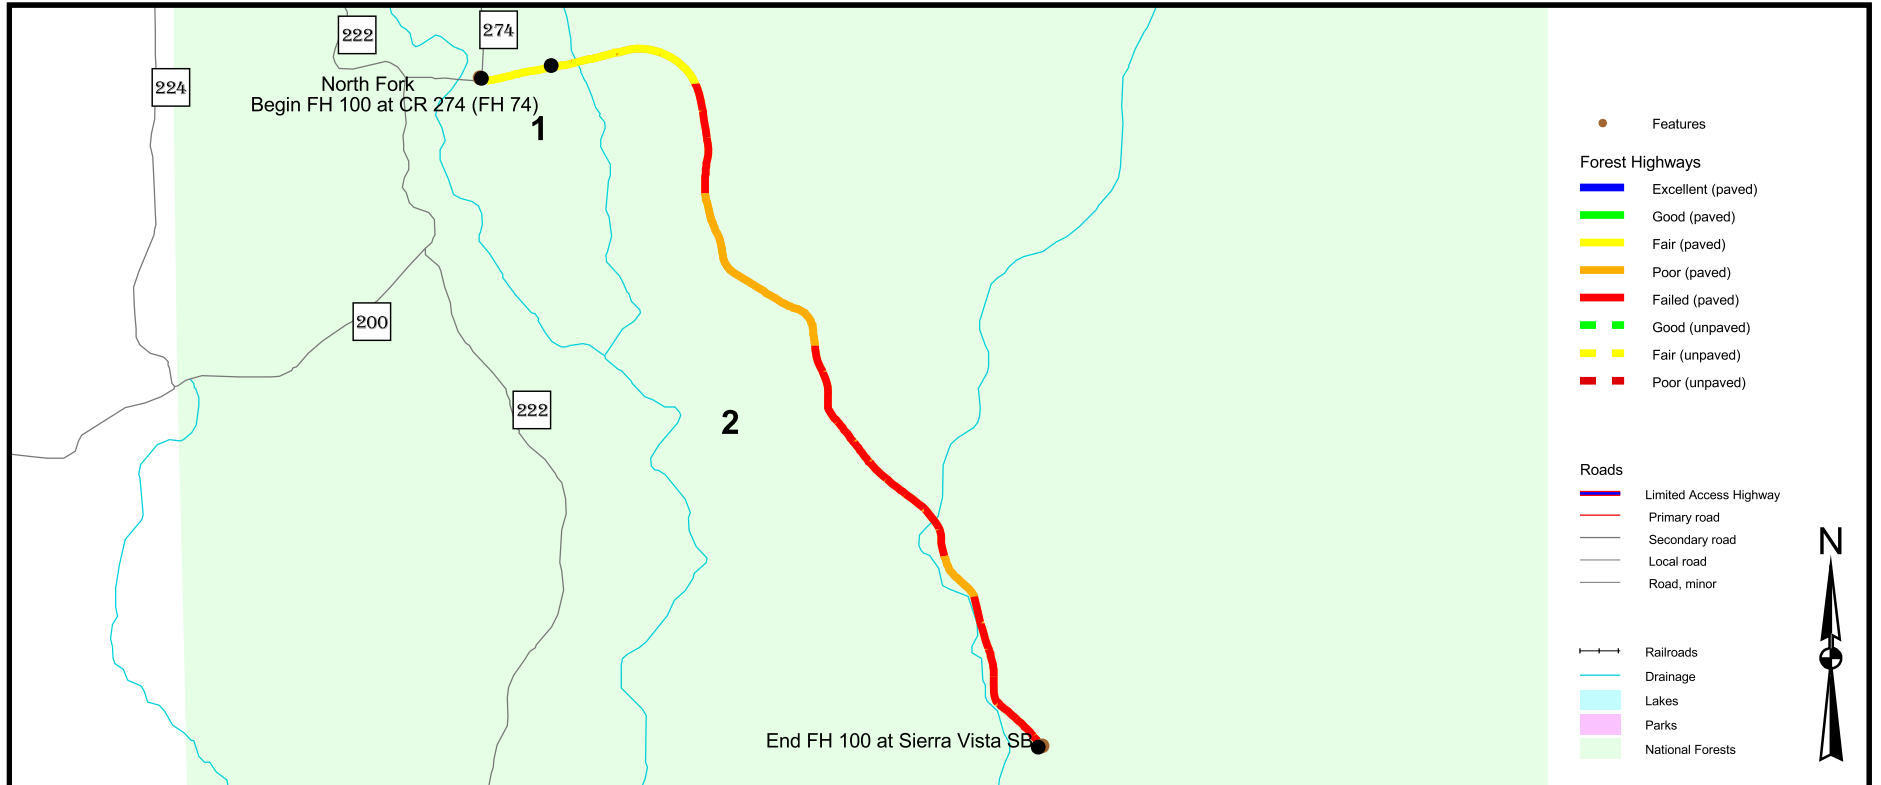 222
274
224
North Fork
Begin FH 100 at CR 274 (FH 74)
1
200
222
2
End FH 100 at Sierra Vista SB
Features
Forest Highways
Excellent (paved)
Good (paved)
Fair (paved)
Poor (paved)
Failed (paved)
Good (unpaved)
Fair (unpaved)
Poor (unpaved)
Roads
Limited Access Highway
Primary road
Secondary road
Local road
Road, minor
Railroads
Drainage
Lakes
Parks
National Forests
N